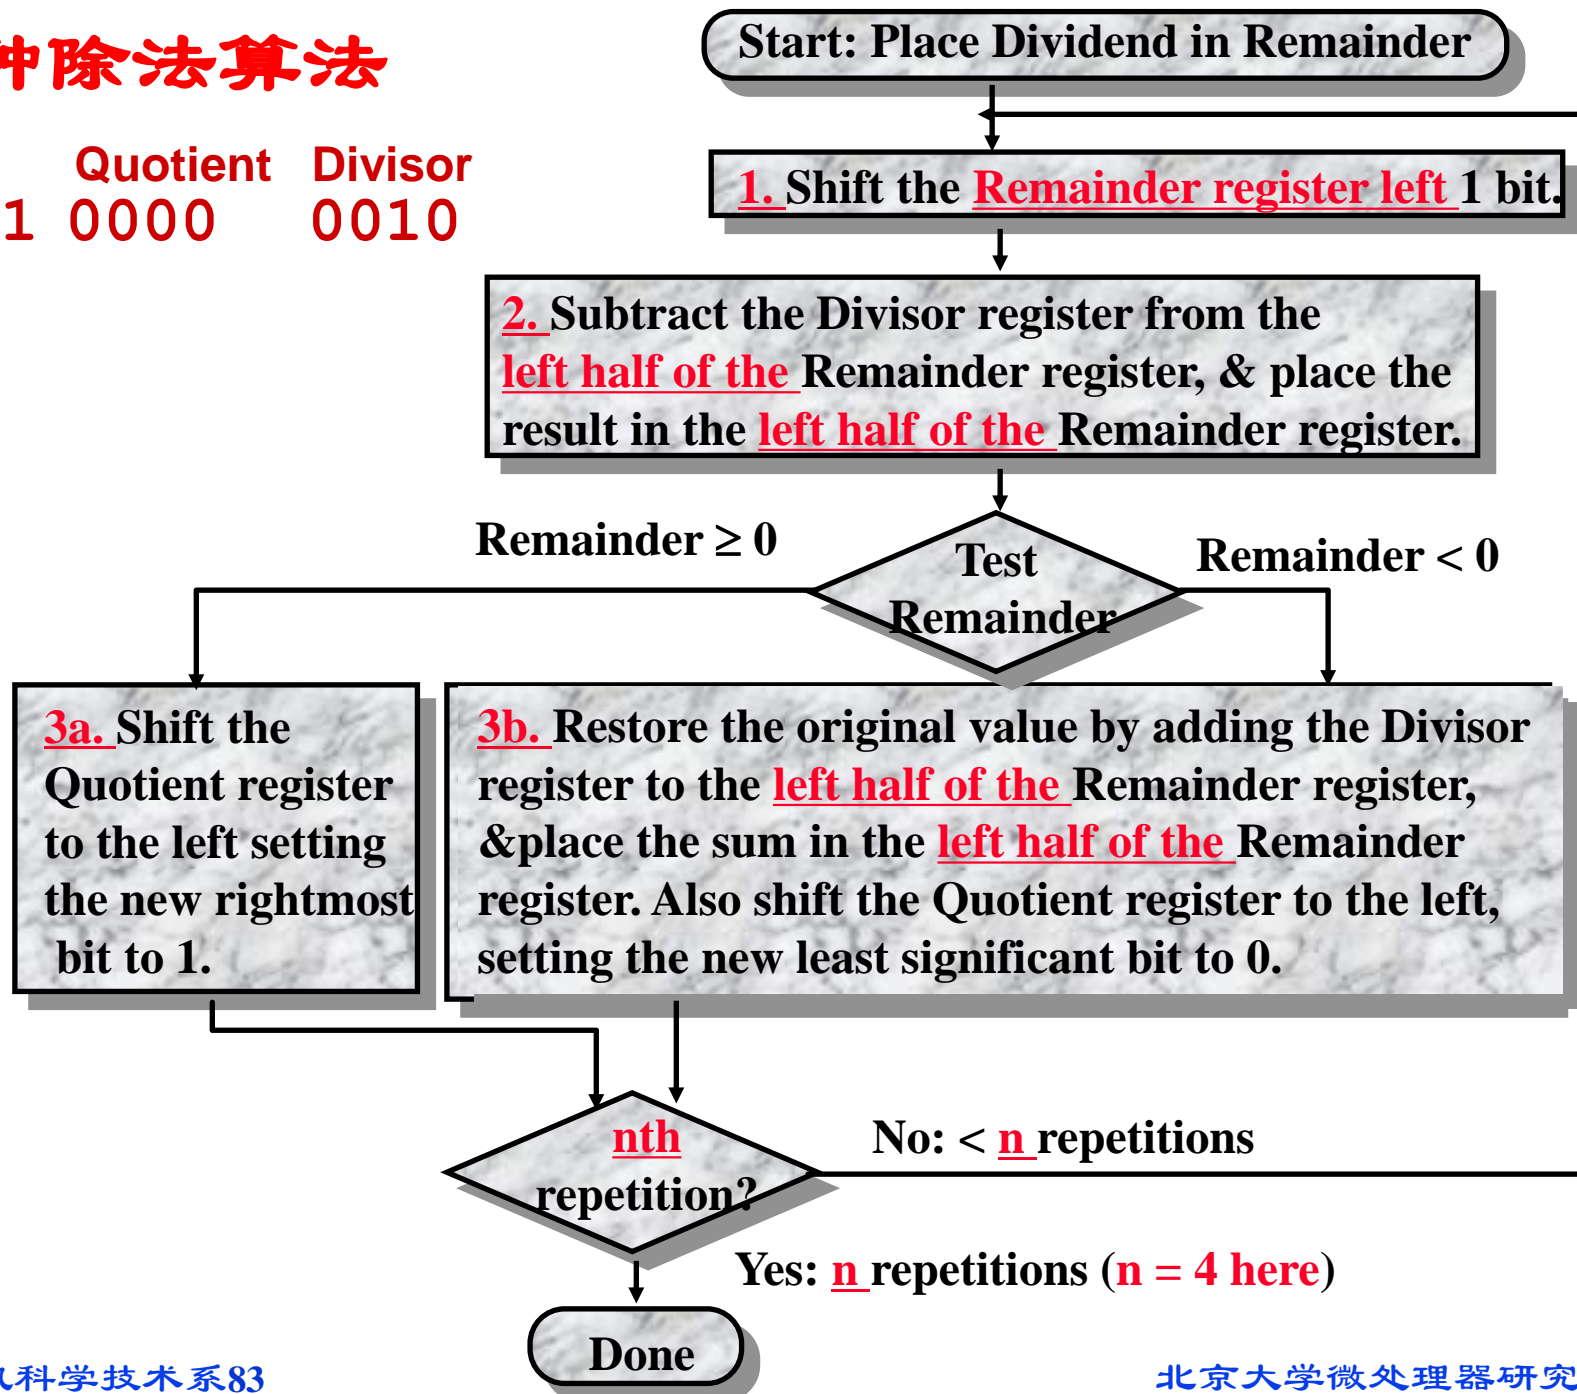 种除法算法
Quotient Divisor
1 0000 0010
Start: Place Dividend in Remainder
1. Shift the Remainder register left 1 bit.
2. Subtract the Divisor register from the
left half of the Remainder register, & place the
result in the left half of the Remainder register.
Remainder ≥ 0
Test
Remainder
Remainder < 0
3a. Shift the
Quotient register
to the left setting
the new rightmost
bit to 1.
3b. Restore the original value by adding the Divisor
register to the left half of the Remainder register,
&place the sum in the left half of the Remainder
register. Also shift the Quotient register to the left,
setting the new least significant bit to 0.
nth
repetition?
No: < n repetitions
Yes: n repetitions (n = 4 here)
Done
科学技术系83
北京大学微处理器研究